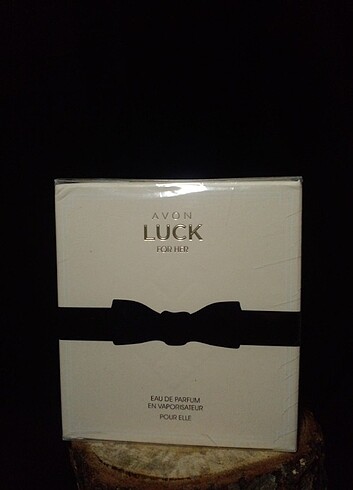 AVON
LUCK
FOR HER
EAU DE PARFUM
EN VAPORISATEUR
POUR ELLE